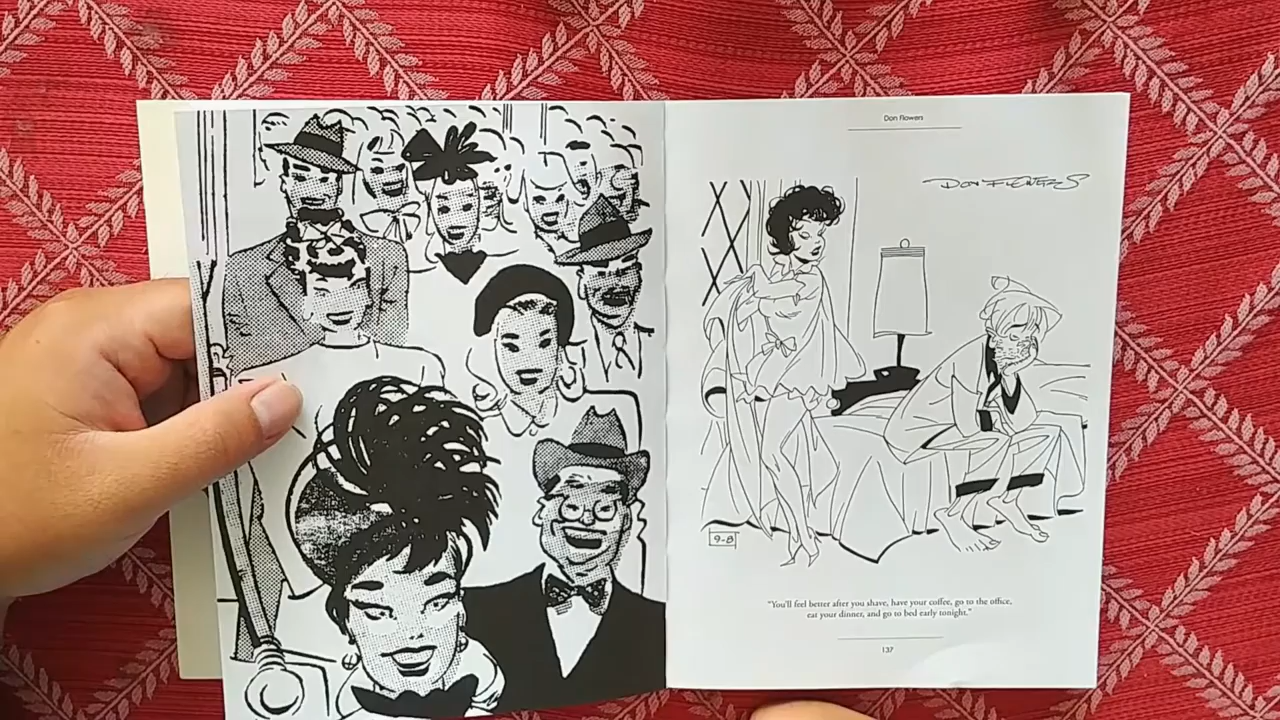 Don Flowers
DON FLOWERS
9-8
"You'll feel better after you shave, have your coffee, go to the office,
eat your dinner, and go to bed early tonight."
137